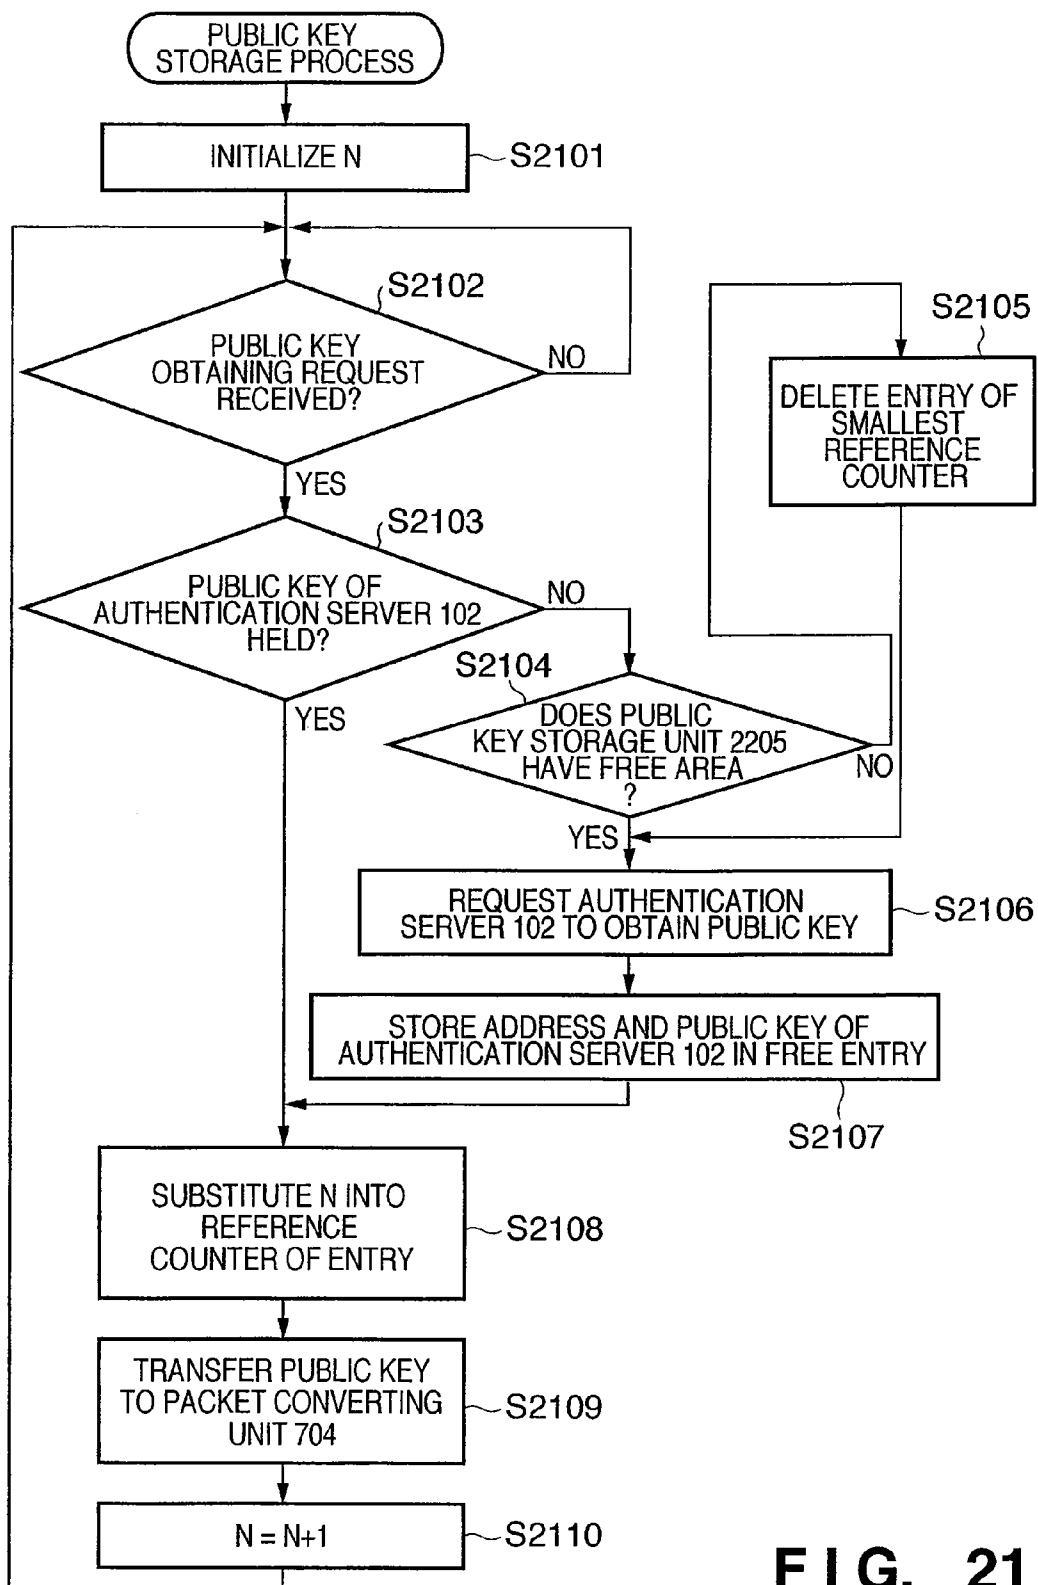 PUBLIC KEY
STORAGE PROCESS
INITIALIZE N
S2101
S2102
PUBLIC KEY
OBTAINING REQUEST
RECEIVED?
NO
YES
S2105
DELETE ENTRY OF
SMALLEST
REFERENCE
COUNTER
S2103
PUBLIC KEY OF
AUTHENTICATION SERVER 102
HELD?
NO
YES
S2104
DOES PUBLIC
KEY STORAGE UNIT 2205
HAVE FREE AREA
?
NO
YES
REQUEST AUTHENTICATION
SERVER 102 TO OBTAIN PUBLIC KEY
S2106
STORE ADDRESS AND PUBLIC KEY OF
AUTHENTICATION SERVER 102 IN FREE ENTRY
S2107
SUBSTITUTE N INTO
REFERENCE
COUNTER OF ENTRY
S2108
TRANSFER PUBLIC KEY
TO PACKET CONVERTING
UNIT 704
S2109
N = N+1
S2110
FIG. 21